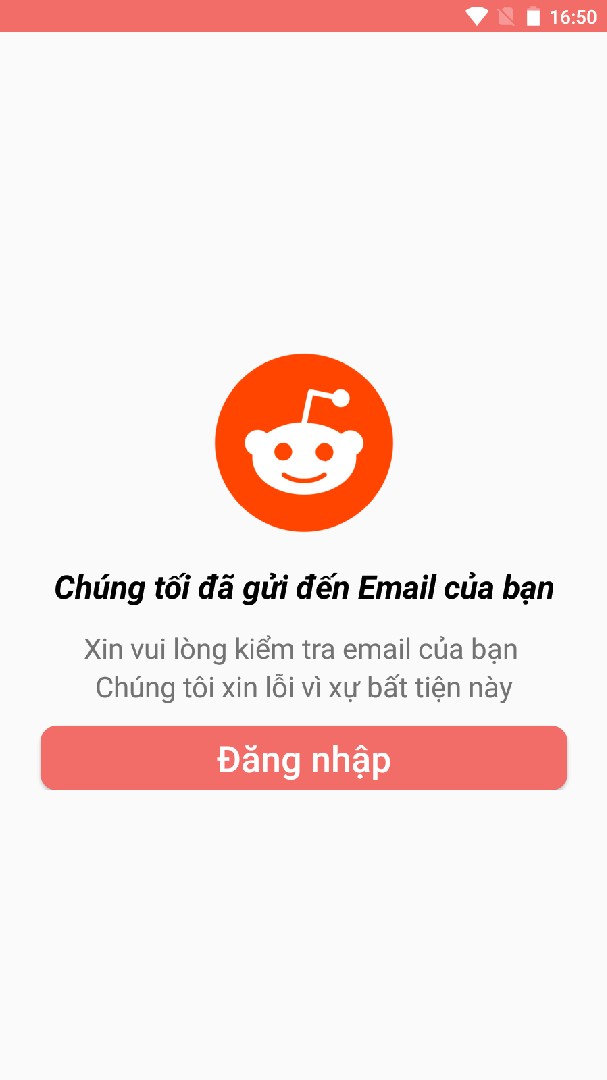 16:50
Chúng tối đã gửi đến Email của bạn
Xin vui lòng kiểm tra email của bạn
Chúng tôi xin lỗi vì xự bất tiện này
Đăng nhập